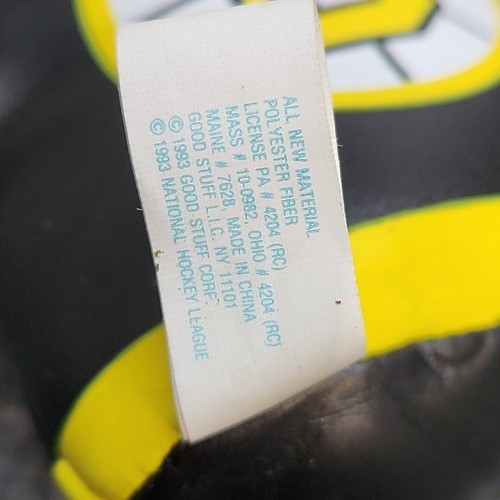 ALL NEW MATERIAL
POLYESTER FIBER
LICENSE PA # 4204 (RC)
MASS # 10-0982, OHIO # 4204 (RC)
MAINE # 7628, MADE IN CHINA
GOOD STUFF L.I.C. NY 11101
© 1993 GOOD STUFF CORP.
© 1993 NATIONAL HOCKEY LEAGUE